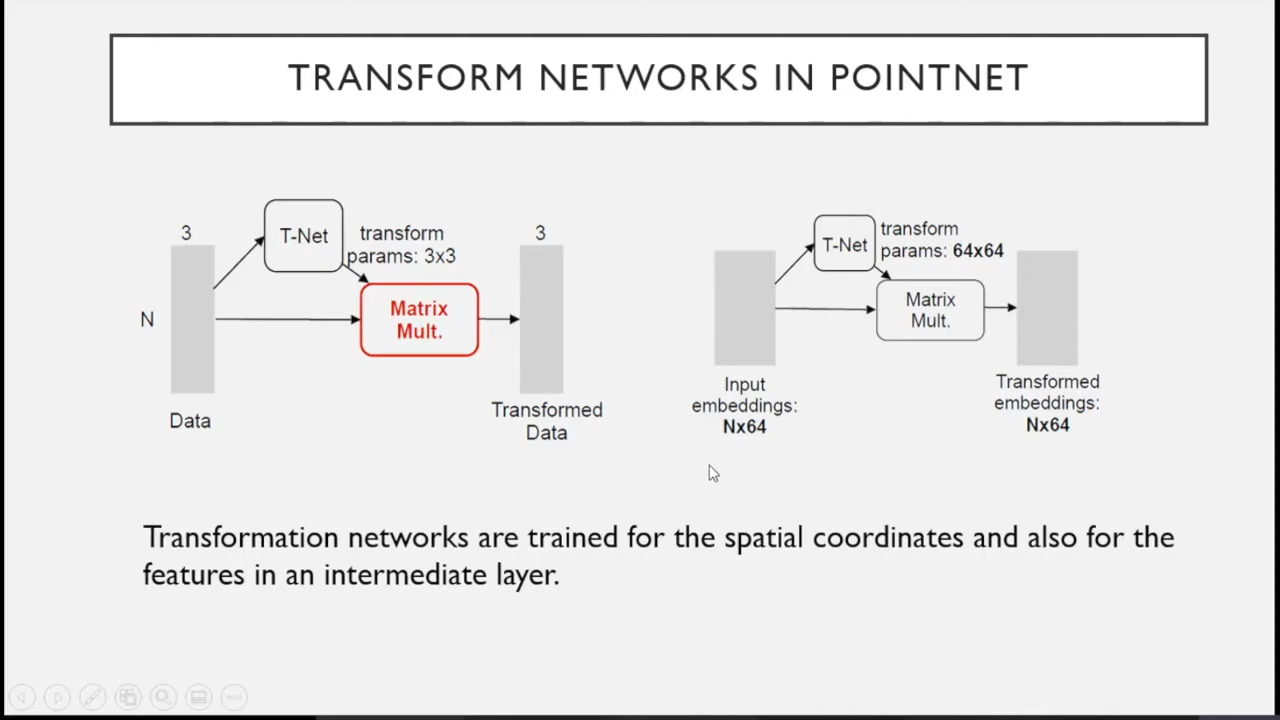 TRANSFORM NETWORKS IN POINTNET
3
T-Net
transform
params: 3x3
3
N
Matrix
Mult.
Data
Transformed
Data
T-Net
transform
params: 64x64
Matrix
Mult.
Input
embeddings:
Nx64
Transformed
embeddings:
Nx64
Transformation networks are trained for the spatial coordinates and also for the
features in an intermediate layer.